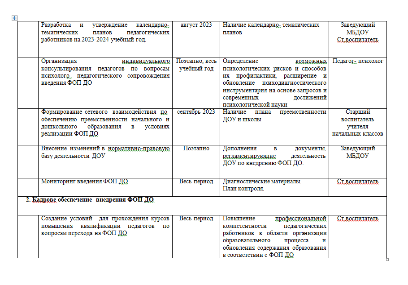 Разработка и утверждение календарно- август 2023 Наличие календарно-тематических Заведующий
тематических планов педагогических планов МБДОУ
работников на 2023-2024 учебный год. Ст.воспитатель
Организация индивидуального Поэтапно, весь Определение возможных Педагог- психолог
консультирования педагогов по вопросам учебный год психологических рисков и способов
психолого_ педагогического сопровождения их профилактики, расширение и
введения ФОП ДО обновление психодиагностического
инструментария на основе запросов и
современных достижений
психологической науки
Формирование сетевого взаимодействия по сентябрь 2023 Наличие плана преемственности Старший
обеспечению преемственности начального и ДОУ и школы воспитатель
дошкольного образования в условиях учителя
реализации ФОП ДО начальных классов
Внесение изменений в нормативно-правовую Поэтапно Дополнения в документы, Заведующий
базу деятельности ДОУ регламентирующие деятельность МБДОУ
ДОУ по внедрению ФОП ДО
Мониторинг введения ФОП ДО Весь период Диагностические материалы Ст.воспитатель
План контроля.
2. Кадровое обеспечение внедрения ФОП ДО
Создание условий для прохождения курсов Весь период Повышение профессиональной Ст.воспитатель
повышения квалификации педагогов по компетентности педагогических
вопросам перехода на ФОП ДО работников в области организации
образовательного процесса и
обновления содержания образования
в соответствии с ФОП ДО